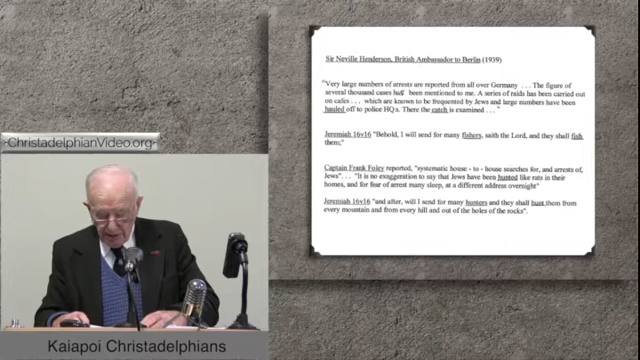 Sir Neville Henderson, British Ambassador to Berlin (1939)
"Very large numbers of arrests are reported from all over Germany . . . The figure of
several thousand cases has been mentioned to me. A series of raids has been carried out
on cafes . . . which are known to be frequented by Jews and large numbers have been
hauled off to police HQ's. There the catch is examined . . . "
Jeremiah 16v16 "Behold, I will send for many fishers, saith the Lord, and they shall fish
them;"
Captain Frank Foley reported, "systematic house - to - house searches for, and arrests of,
Jews". . . "It is no exaggeration to say that Jews have been hunted like rats in their
homes, and for fear of arrest many sleep, at a different address overnight"
Jeremiah 16v16 "and after, will I send for many hunters and they shall hunt them from
every mountain and from every hill and out of the holes of the rocks".
ChristadelphianVideo.org
Kaiapoi Christadelphians